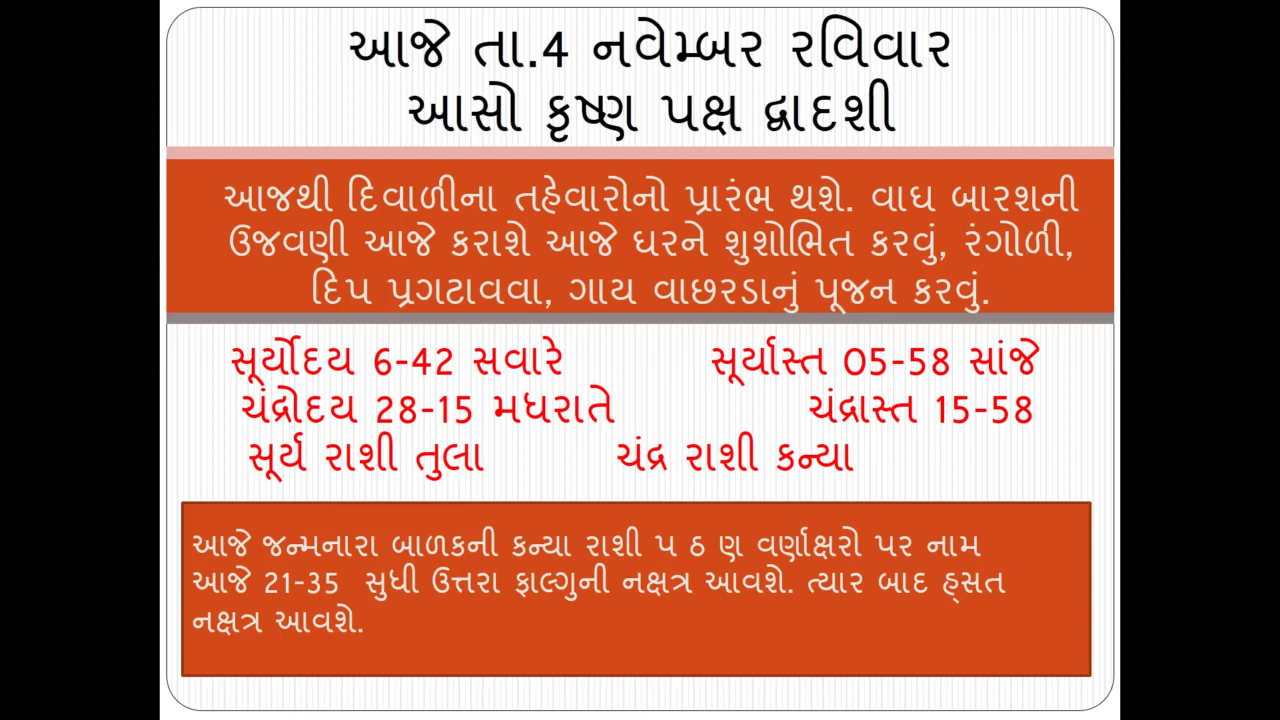 આજે તા.4 નવેમ્બર રવિવાર
આસો કૃષ્ણ પક્ષ દ્વાદશી
આજથી દિવાળીના તહેવારોનો પ્રારંભ થશે. વાઘ બારશની
ઉજવણી આજે કરાશે આજે ઘરને શુશોભિત કરવું, રંગોળી,
દિપ પ્રગટાવવા, ગાય વાછરડાનું પૂજન કરવું.
સૂર્યોદય 6-42 સવારે સૂર્યાસ્ત 05-58 સાંજે
ચંદ્રોદય 28-15 મધરાતે ચંદ્રાસ્ત 15-58
સૂર્ય રાશી તુલા ચંદ્ર રાશી કન્યા
આજે જન્મનારા બાળકની કન્યા રાશી પ ઠ ણ વર્ણાક્ષરો પર નામ
આજે 21-35 સુધી ઉત્તરા ફાલ્ગુની નક્ષત્ર આવશે. ત્યાર બાદ હ્સત
નક્ષત્ર આવશે.